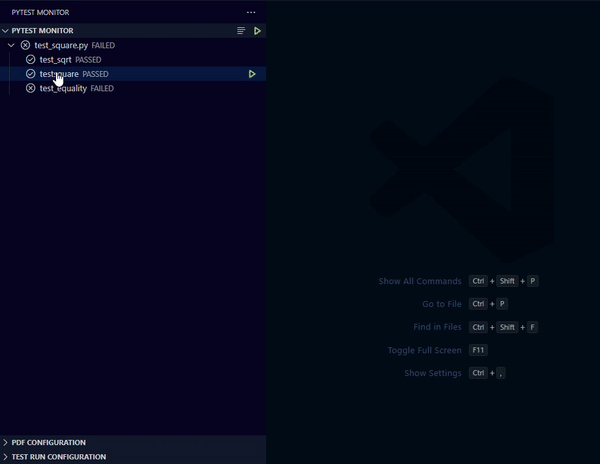 PYTEST MONITOR
PYTEST MONITOR
test_square.py FAILED
test_sqrt PASSED
testsquare PASSED
test_equality FAILED
Show All Commands Ctrl + Shift + P
Go to File Ctrl + P
Find in Files Ctrl + Shift + F
Toggle Full Screen F11
Show Settings Ctrl + ,
PDF CONFIGURATION
TEST RUN CONFIGURATION